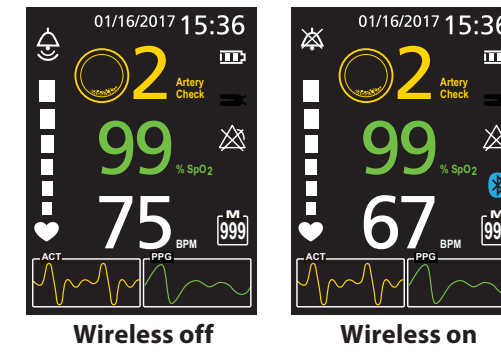 01/16/2017 15:36
2 Artery
Check
99 % SpO2
75 BPM
M
999
ACT
PPG
Wireless off
01/16/2017 15:36
2 Artery
Check
99 % SpO2
67 BPM
M
99
ACT
PPG
Wireless on